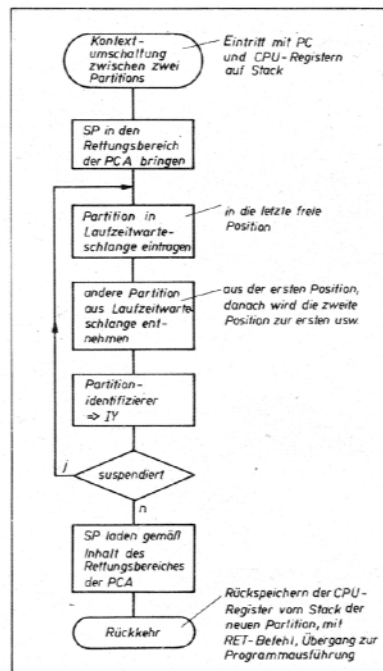 Kontext-
umschaltung
zwischen zwei
Partitions
Eintritt mit PC
und CPU-Registern
auf Stack
SP in den
Rettungsbereich
der PCA bringen
Partition in
Laufzeitwarte-
schlange eintragen
in die letzte freie
Position
andere Partition
aus Laufzeitwarte-
schlange ent-
nehmen
aus der ersten Position,
danach wird die zweite
Position zur ersten usw.
Partition-
identifizierer
=> IY
j
suspendiert
n
SP laden gemäß
Inhalt des
Rettungsbereiches
der PCA
Rückkehr
Rückspeichern der CPU-
Register vom Stack der
neuen Partition, mit
RET-Befehl, Übergang zur
Programmausführung